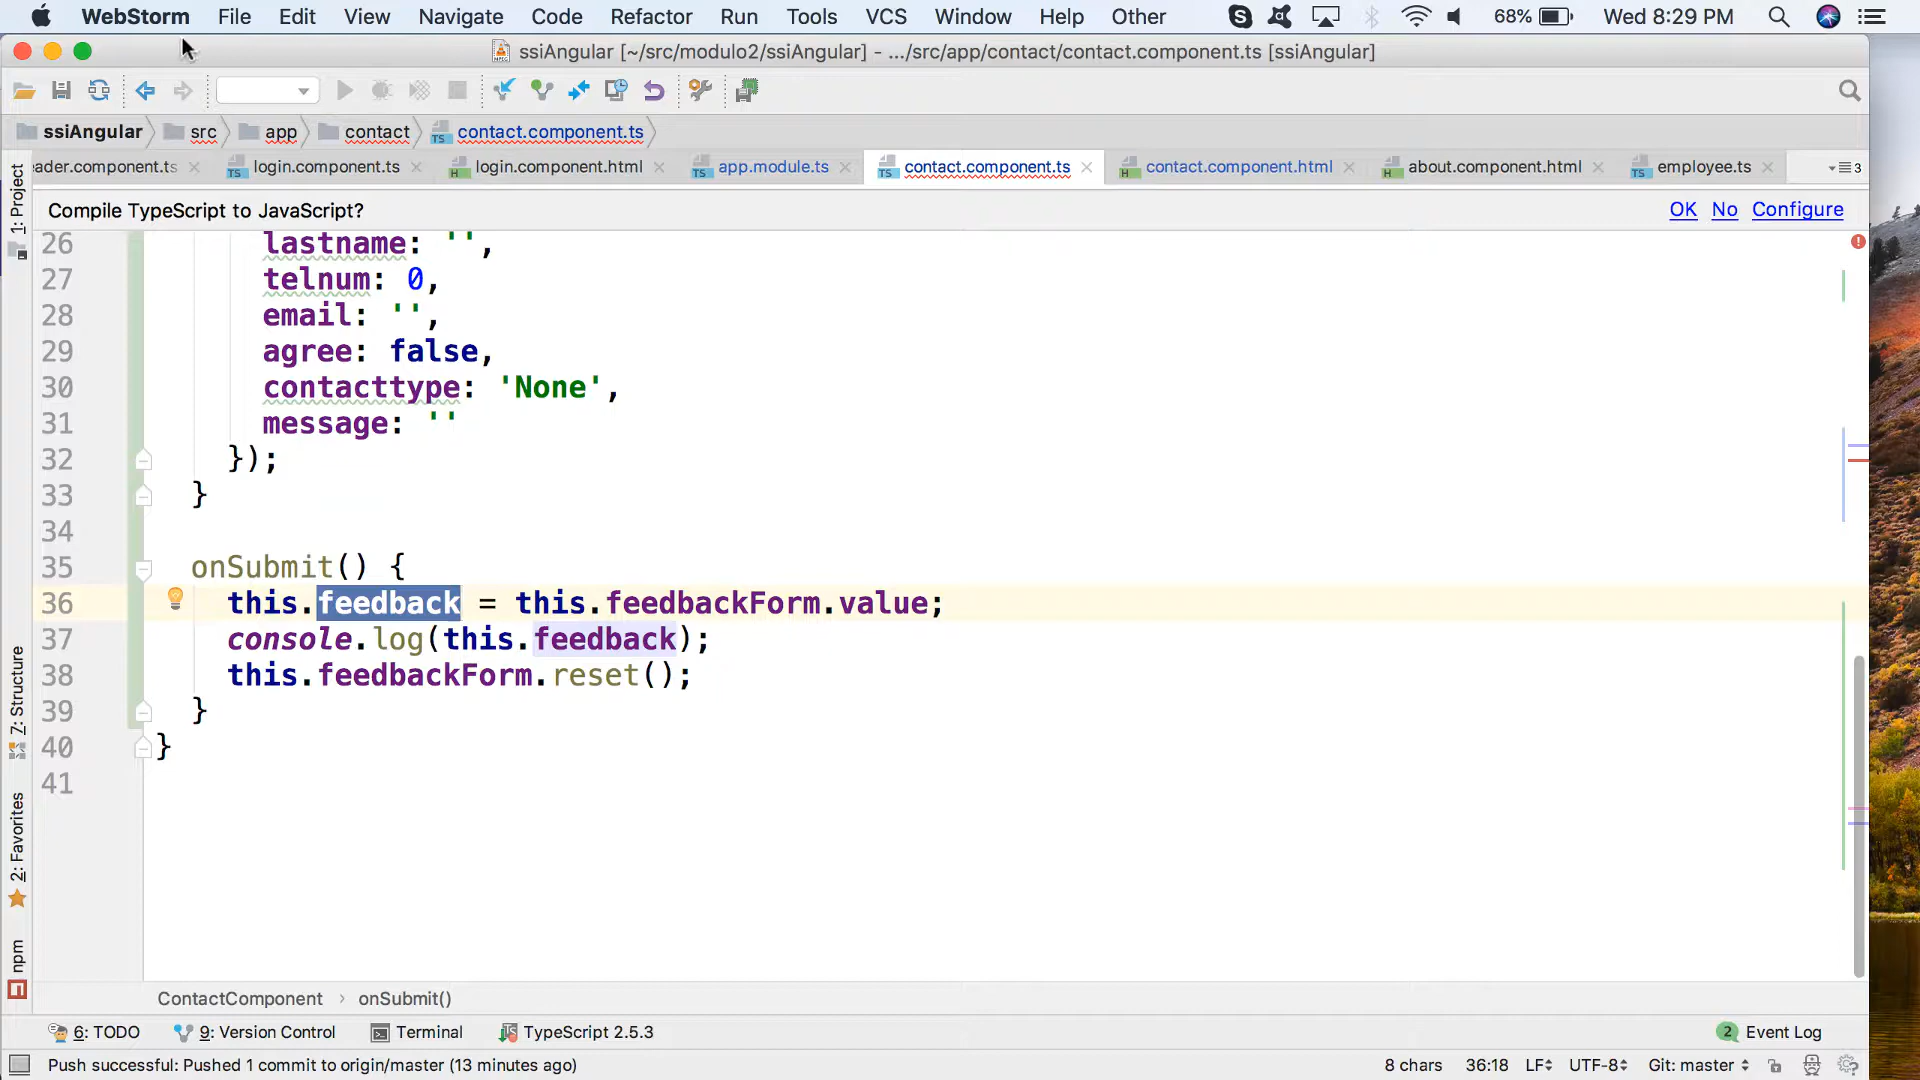 WebStorm File Edit View Navigate Code Refactor Run Tools VCS Window Help Other 68% Wed 8:29 PM
ssiAngular [~/src/modulo2/ssiAngular] - .../src/app/contact/contact.component.ts [ssiAngular]
ssiAngular src app contact contact.component.ts
eader.component.ts login.component.ts login.component.html app.module.ts contact.component.ts contact.component.html about.component.html employee.ts 3
Compile TypeScript to JavaScript? OK No Configure
26 lastname: '',
27 telnum: 0,
28 email: '',
29 agree: false,
30 contacttype: 'None',
31 message: ''
32 });
33 }
34
35 onSubmit() {
36 this.feedback = this.feedbackForm.value;
37 console.log(this.feedback);
38 this.feedbackForm.reset();
39 }
40 }
41
1: Project
7: Structure
2: Favorites
npm
ContactComponent › onSubmit()
6: TODO 9: Version Control Terminal TypeScript 2.5.3 2 Event Log
Push successful: Pushed 1 commit to origin/master (13 minutes ago) 8 chars 36:18 LF UTF-8 Git: master